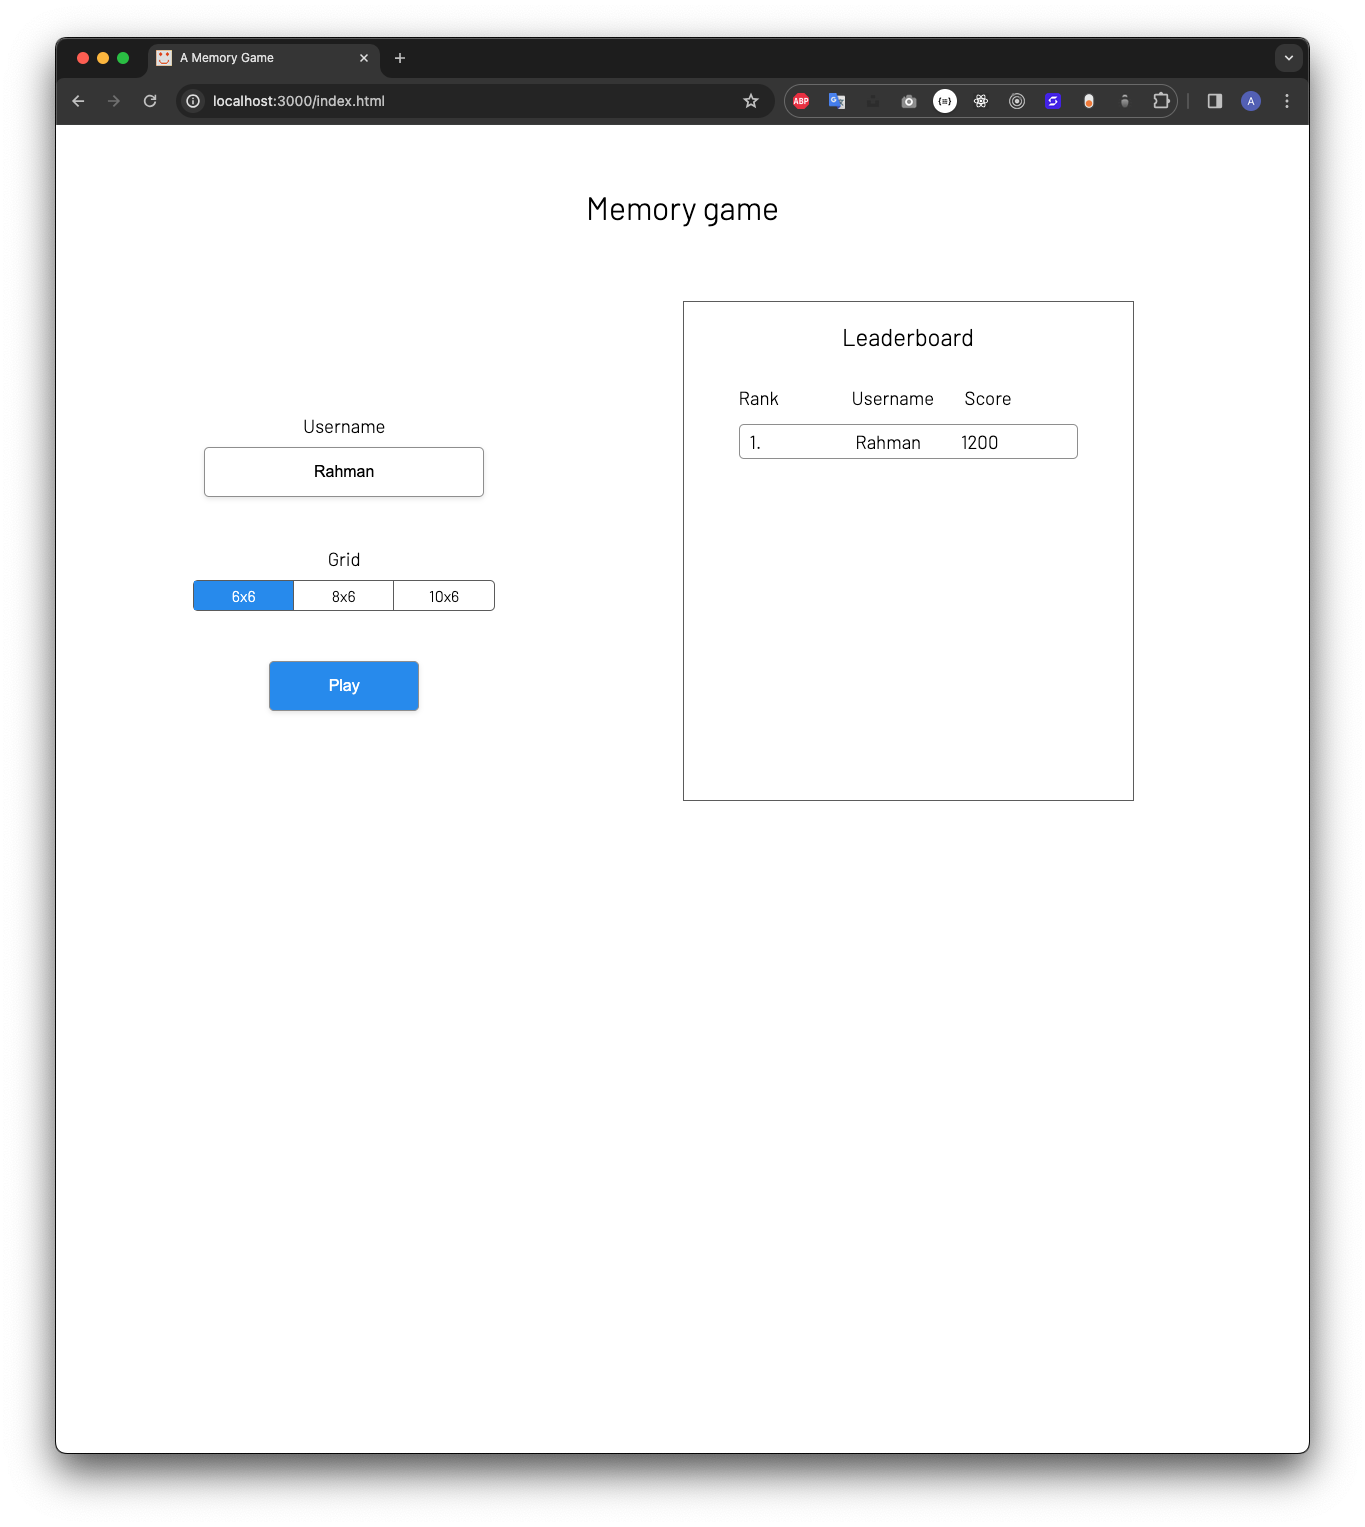 A Memory Game
localhost:3000/index.html
ABP
A
Memory game
Leaderboard
Rank Username Score
1. Rahman 1200
Username
Rahman
Grid
6x6 8x6 10x6
Play